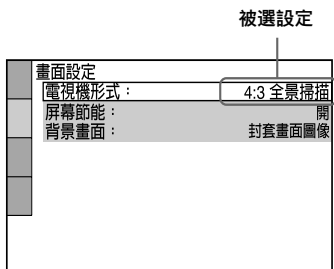 被選設定
畫面設定
電視機形式： 4:3 全景掃描
屏幕節能： 開
背景畫面： 封套畫面圖像